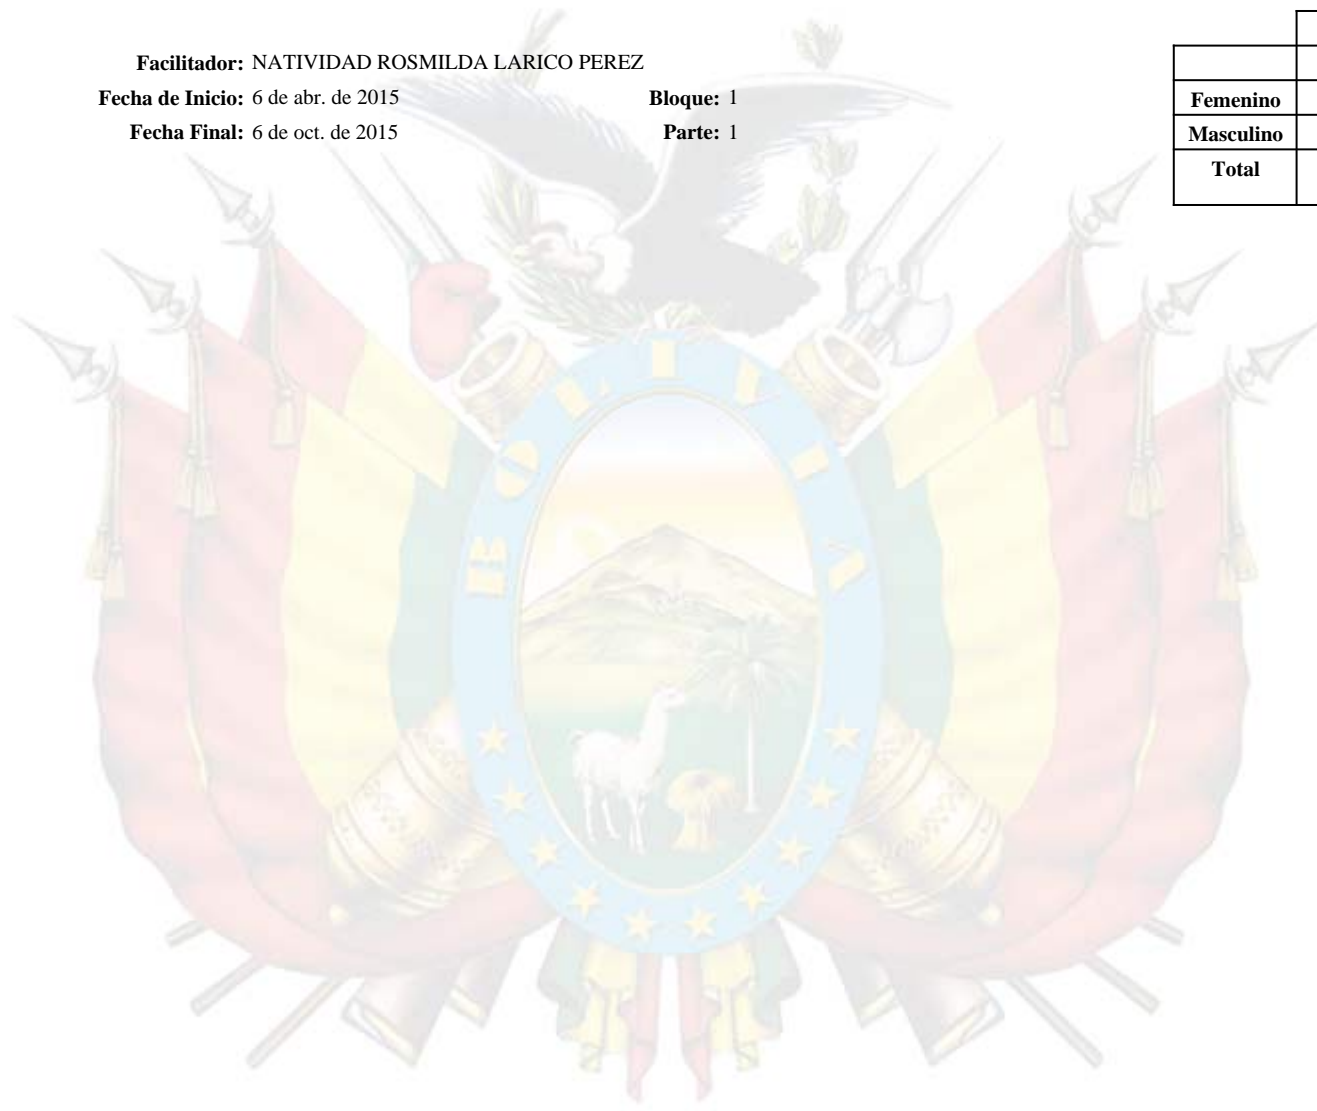 Facilitador: NATIVIDAD ROSMILDA LARICO PEREZ
Fecha de Inicio: 6 de abr. de 2015 Bloque: 1
Fecha Final: 6 de oct. de 2015 Parte: 1
Femenino
Masculino
Total
BOLIVIA